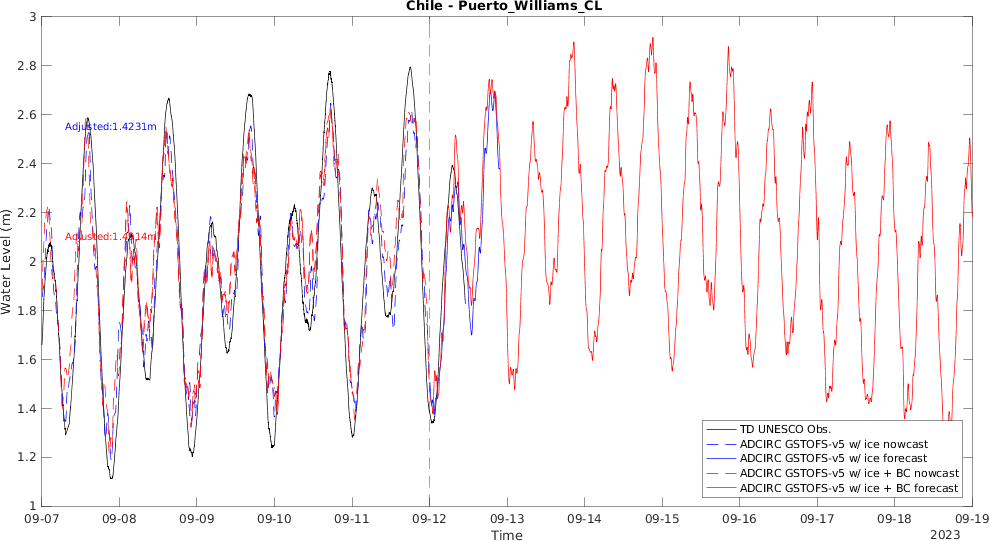 Chile - Puerto_Williams_CL
3
2.8
2.6
2.4
2.2
2
1.8
1.6
1.4
1.2
1
Water Level (m)
Adjusted:1.4231m
TD UNESCO Obs.
ADCIRC GSTOFS-v5 w/ ice nowcast
ADCIRC GSTOFS-v5 w/ ice forecast
ADCIRC GSTOFS-v5 w/ ice + BC nowcast
ADCIRC GSTOFS-v5 w/ ice + BC forecast
09-07 09-08 09-09 09-10 09-11 09-12 09-13 09-14 09-15 09-16 09-17 09-18 09-19
Time
2023